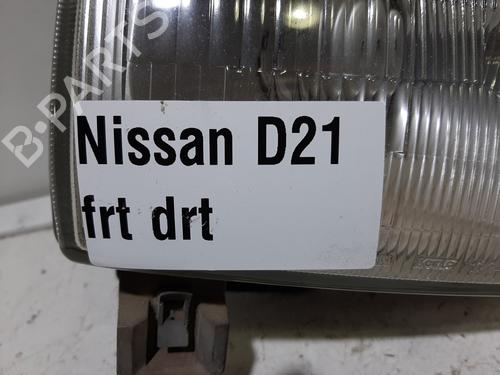 B-PARTS
Nissan D21
frt drt